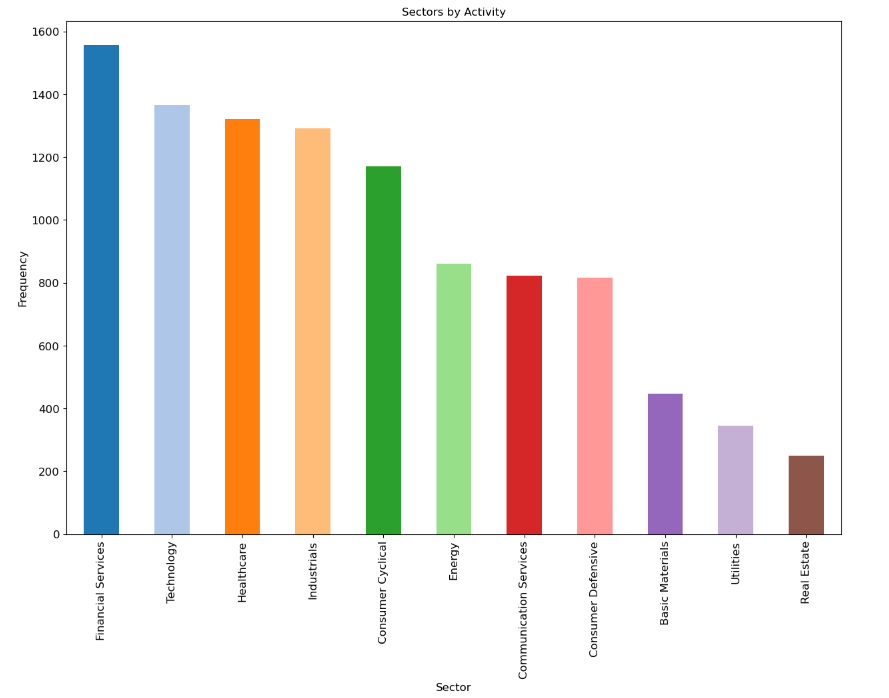 Sectors by Activity
1600
1400
1200
1000
800
600
400
200
0
Frequency
Financial Services
Technology
Healthcare
Industrials
Consumer Cyclical
Energy
Communication Services
Consumer Defensive
Basic Materials
Utilities
Real Estate
Sector